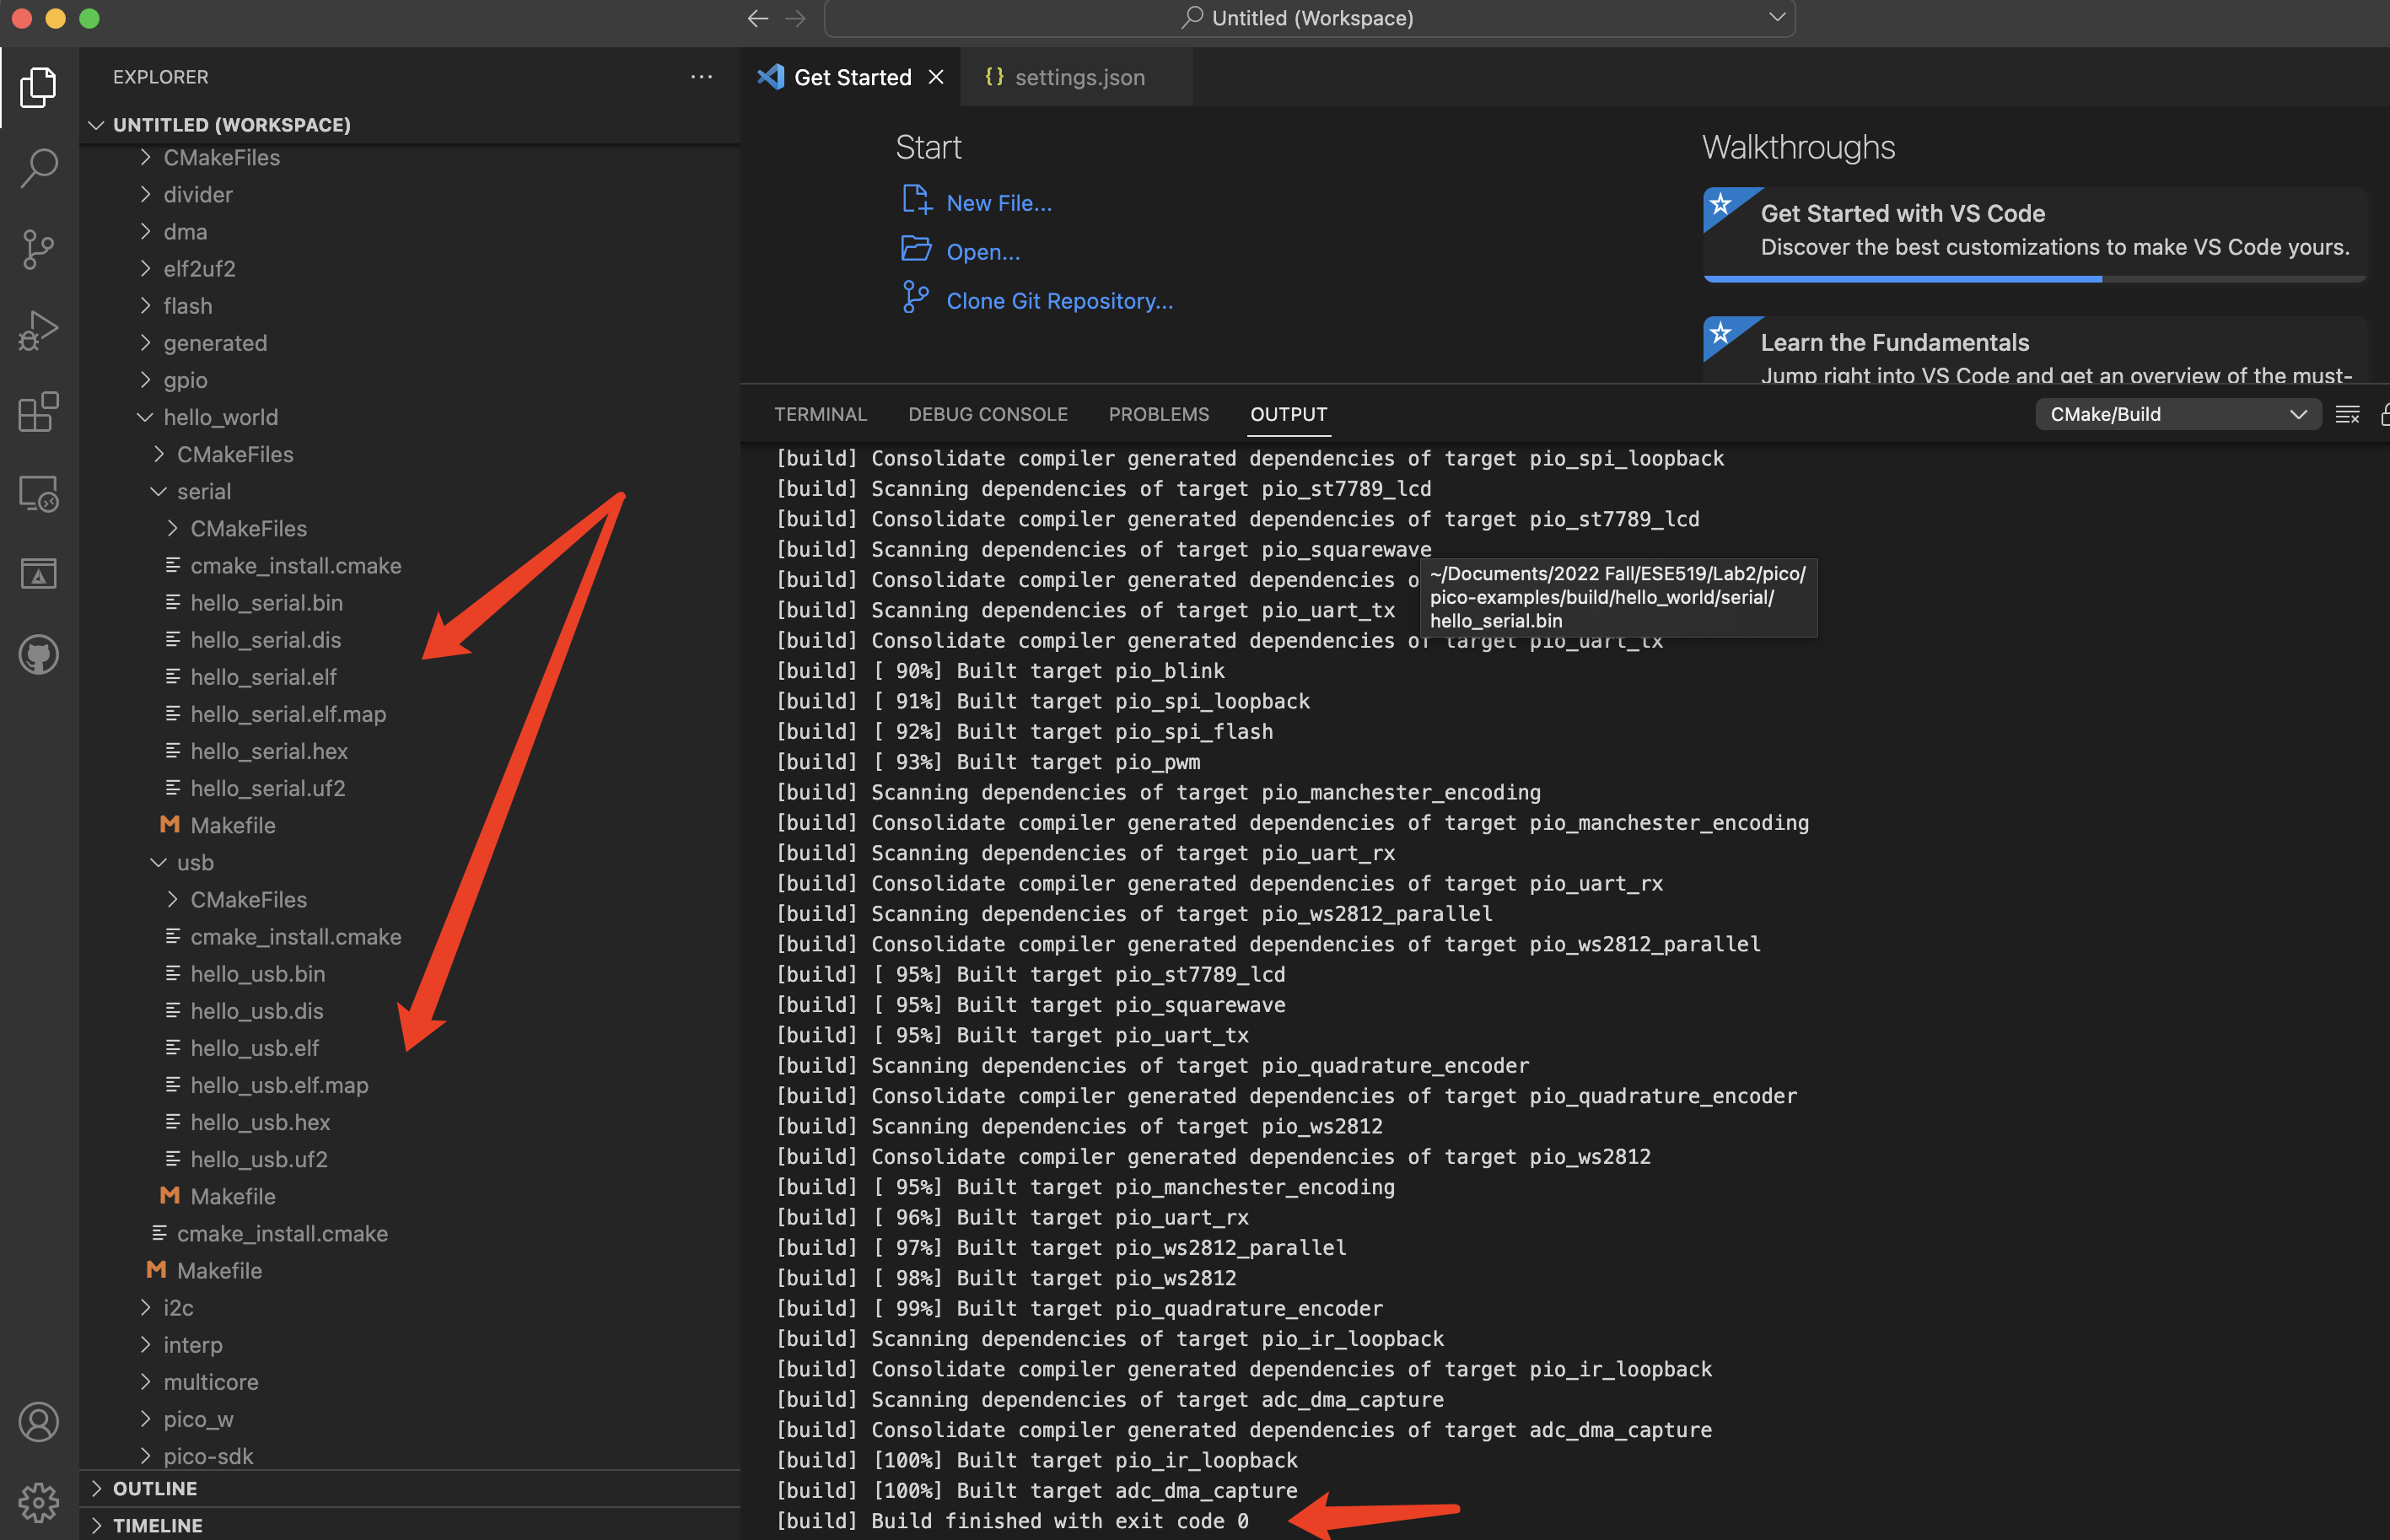 Untitled (Workspace)
EXPLORER
UNTITLED (WORKSPACE)
CMakeFiles
divider
dma
elf2uf2
flash
generated
gpio
hello_world
CMakeFiles
serial
CMakeFiles
cmake_install.cmake
hello_serial.bin
hello_serial.dis
hello_serial.elf
hello_serial.elf.map
hello_serial.hex
hello_serial.uf2
Makefile
usb
CMakeFiles
cmake_install.cmake
hello_usb.bin
hello_usb.dis
hello_usb.elf
hello_usb.elf.map
hello_usb.hex
hello_usb.uf2
Makefile
cmake_install.cmake
Makefile
i2c
interp
multicore
pico_w
pico-sdk
OUTLINE
TIMELINE
Get Started
{} settings.json
Start
New File...
Open...
Clone Git Repository...
Walkthroughs
Get Started with VS Code
Discover the best customizations to make VS Code yours.
Learn the Fundamentals
Jump right into VS Code and get an overview of the must-
TERMINAL DEBUG CONSOLE PROBLEMS OUTPUT
CMake/Build
[build] Consolidate compiler generated dependencies of target pio_spi_loopback
[build] Scanning dependencies of target pio_st7789_lcd
[build] Consolidate compiler generated dependencies of target pio_st7789_lcd
[build] Scanning dependencies of target pio_squarewave
[build] Consolidate compiler generated dependencies o
[build] Scanning dependencies of target pio_uart_tx
[build] Consolidate compiler generated dependencies of target pio_uart_tx
~/Documents/2022 Fall/ESE519/Lab2/pico/
pico-examples/build/hello_world/serial/
hello_serial.bin
[build] [ 90%] Built target pio_blink
[build] [ 91%] Built target pio_spi_loopback
[build] [ 92%] Built target pio_spi_flash
[build] [ 93%] Built target pio_pwm
[build] Scanning dependencies of target pio_manchester_encoding
[build] Consolidate compiler generated dependencies of target pio_manchester_encoding
[build] Scanning dependencies of target pio_uart_rx
[build] Consolidate compiler generated dependencies of target pio_uart_rx
[build] Scanning dependencies of target pio_ws2812_parallel
[build] Consolidate compiler generated dependencies of target pio_ws2812_parallel
[build] [ 95%] Built target pio_st7789_lcd
[build] [ 95%] Built target pio_squarewave
[build] [ 95%] Built target pio_uart_tx
[build] Scanning dependencies of target pio_quadrature_encoder
[build] Consolidate compiler generated dependencies of target pio_quadrature_encoder
[build] Scanning dependencies of target pio_ws2812
[build] Consolidate compiler generated dependencies of target pio_ws2812
[build] [ 95%] Built target pio_manchester_encoding
[build] [ 96%] Built target pio_uart_rx
[build] [ 97%] Built target pio_ws2812_parallel
[build] [ 98%] Built target pio_ws2812
[build] [ 99%] Built target pio_quadrature_encoder
[build] Scanning dependencies of target pio_ir_loopback
[build] Consolidate compiler generated dependencies of target pio_ir_loopback
[build] Scanning dependencies of target adc_dma_capture
[build] Consolidate compiler generated dependencies of target adc_dma_capture
[build] [100%] Built target pio_ir_loopback
[build] [100%] Built target adc_dma_capture
[build] Build finished with exit code 0